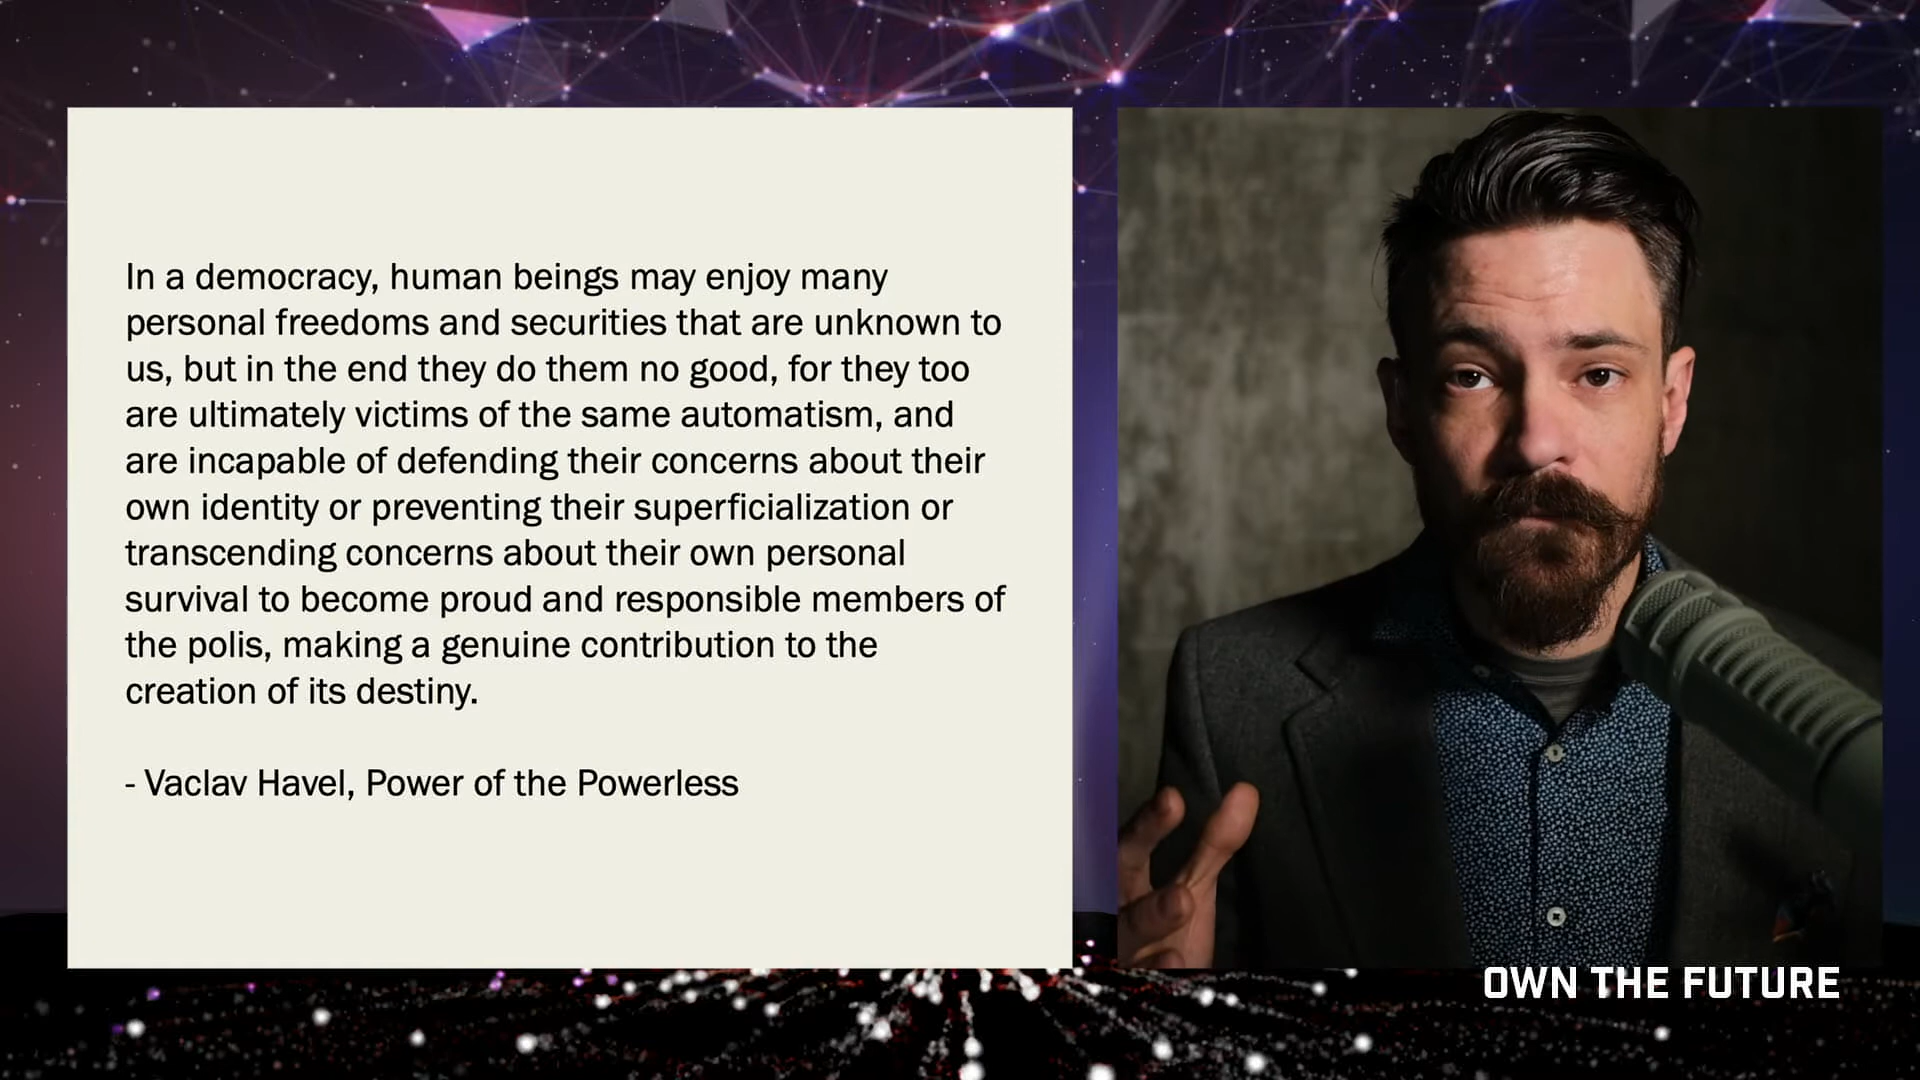 In a democracy, human beings may enjoy many
personal freedoms and securities that are unknown to
us, but in the end they do them no good, for they too
are ultimately victims of the same automatism, and
are incapable of defending their concerns about their
own identity or preventing their superficialization or
transcending concerns about their own personal
survival to become proud and responsible members of
the polis, making a genuine contribution to the
creation of its destiny.
- Vaclav Havel, Power of the Powerless
OWN THE FUTURE